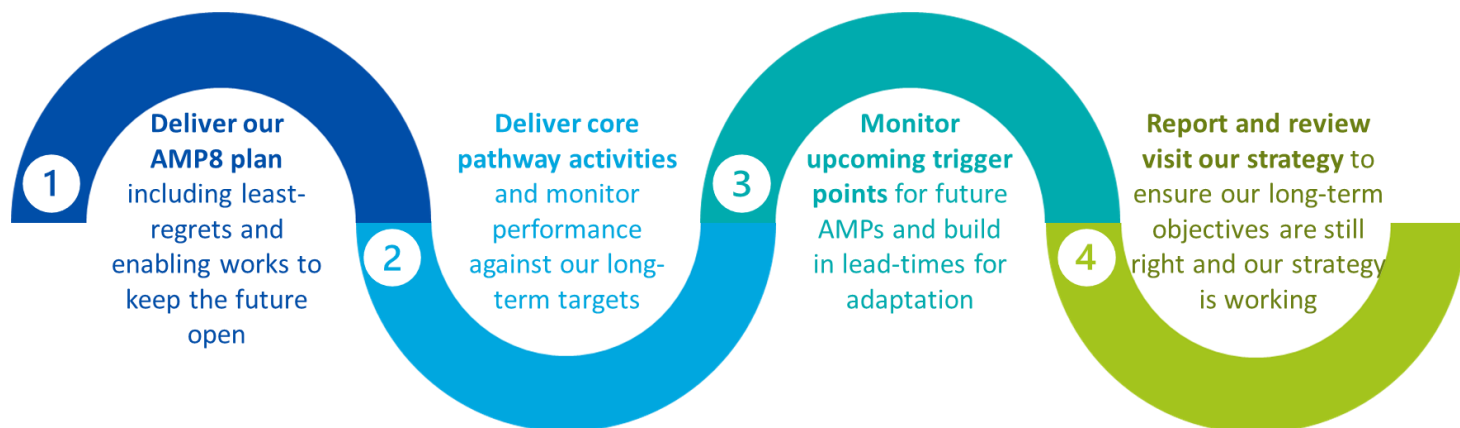 1
Deliver our
AMP8 plan
including least-
regrets and
enabling works to
keep the future
open
2
Deliver core
pathway activities
and monitor
performance
against our long-
term targets
3
Monitor
upcoming trigger
points for future
AMPs and build
in lead-times for
adaptation
4
Report and review
visit our strategy to
ensure our long-term
objectives are still
right and our strategy
is working